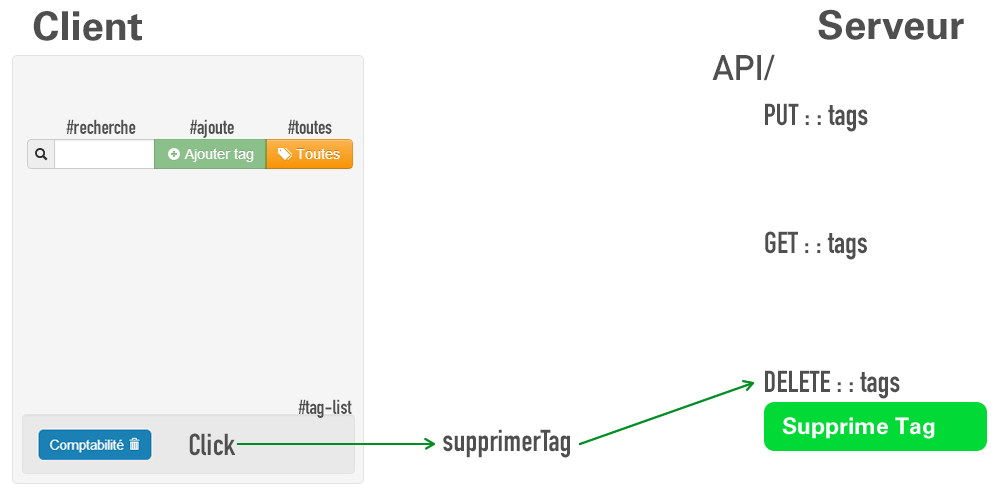 Client
Serveur
API/
#recherche #ajoute #toutes
Ajouter tag Toutes
PUT : : tags
GET : : tags
DELETE : : tags
#tag-list
Supprime Tag
Comptabilité Click supprimerTag